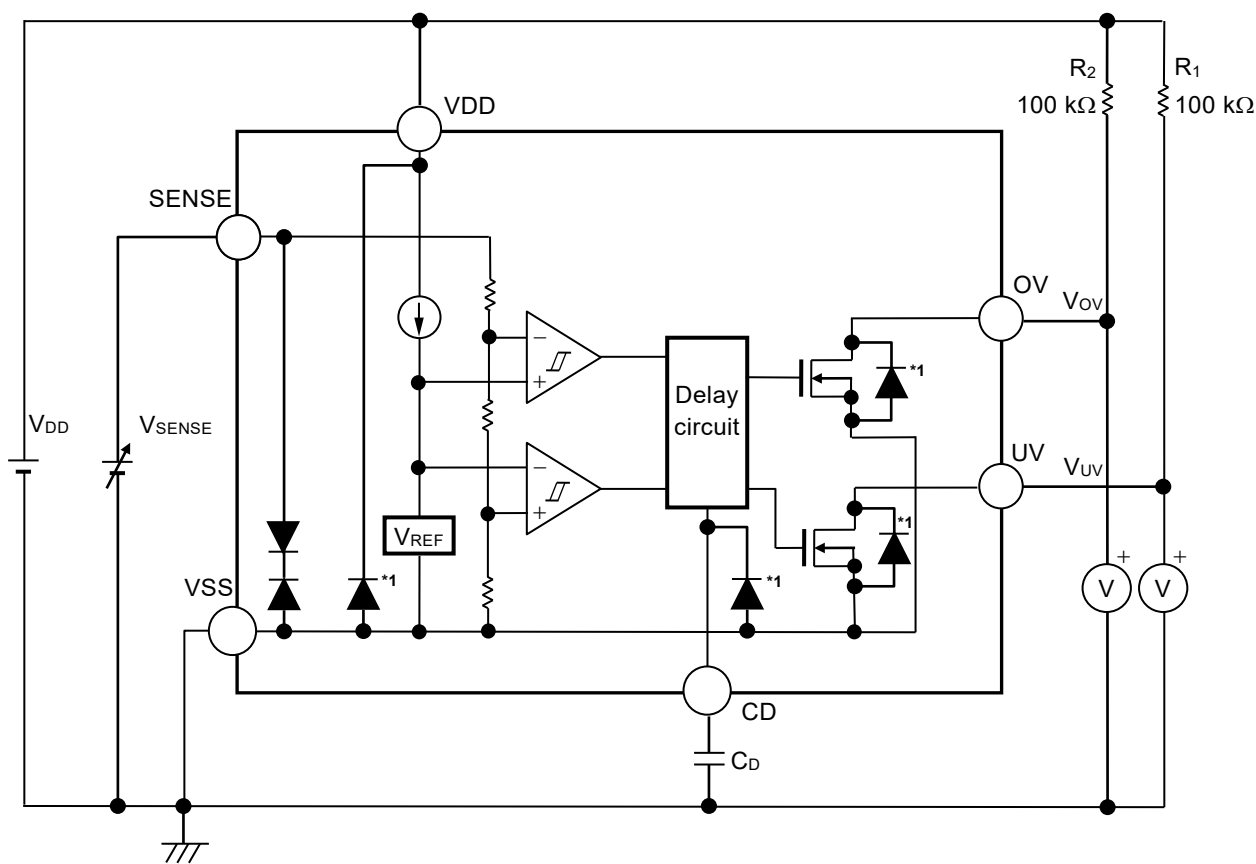 R2
100 kΩ
R1
100 kΩ
VDD
SENSE
OV
VOV
*1
−
+
Delay
circuit
VDD
VSENSE
UV
VUV
*1
−
+
VREF
VSS
*1
*1
+
V
+
V
CD
CD